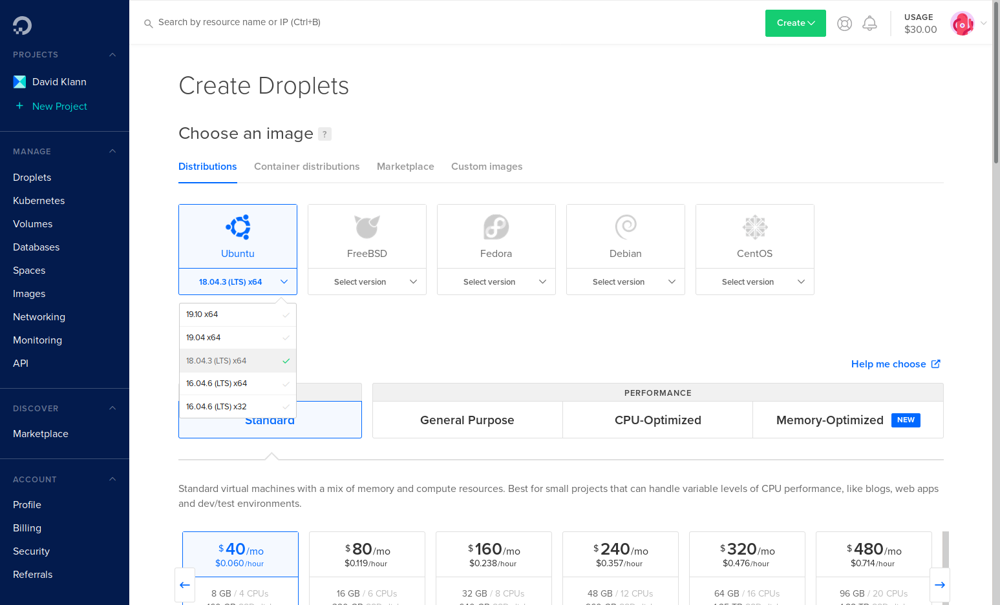 Search by resource name or IP (Ctrl+B)
Create
USAGE
$30.00
PROJECTS
David Klann
+ New Project
MANAGE
Droplets
Kubernetes
Volumes
Databases
Spaces
Images
Networking
Monitoring
API
DISCOVER
Marketplace
ACCOUNT
Profile
Billing
Security
Referrals
Create Droplets
Choose an image ?
Distributions Container distributions Marketplace Custom images
Ubuntu FreeBSD Fedora Debian CentOS
18.04.3 (LTS) x64 Select version Select version Select version Select version
19.10 x64
19.04 x64
18.04.3 (LTS) x64
16.04.6 (LTS) x64
16.04.6 (LTS) x32
Help me choose
PERFORMANCE
Standard General Purpose CPU-Optimized Memory-Optimized NEW
Standard virtual machines with a mix of memory and compute resources. Best for small projects that can handle variable levels of CPU performance, like blogs, web apps
and dev/test environments.
$40/mo $80/mo $160/mo $240/mo $320/mo $480/mo
$0.060/hour $0.119/hour $0.238/hour $0.357/hour $0.476/hour $0.714/hour
8 GB / 4 CPUs 16 GB / 6 CPUs 32 GB / 8 CPUs 48 GB / 12 CPUs 64 GB / 16 CPUs 96 GB / 20 CPUs